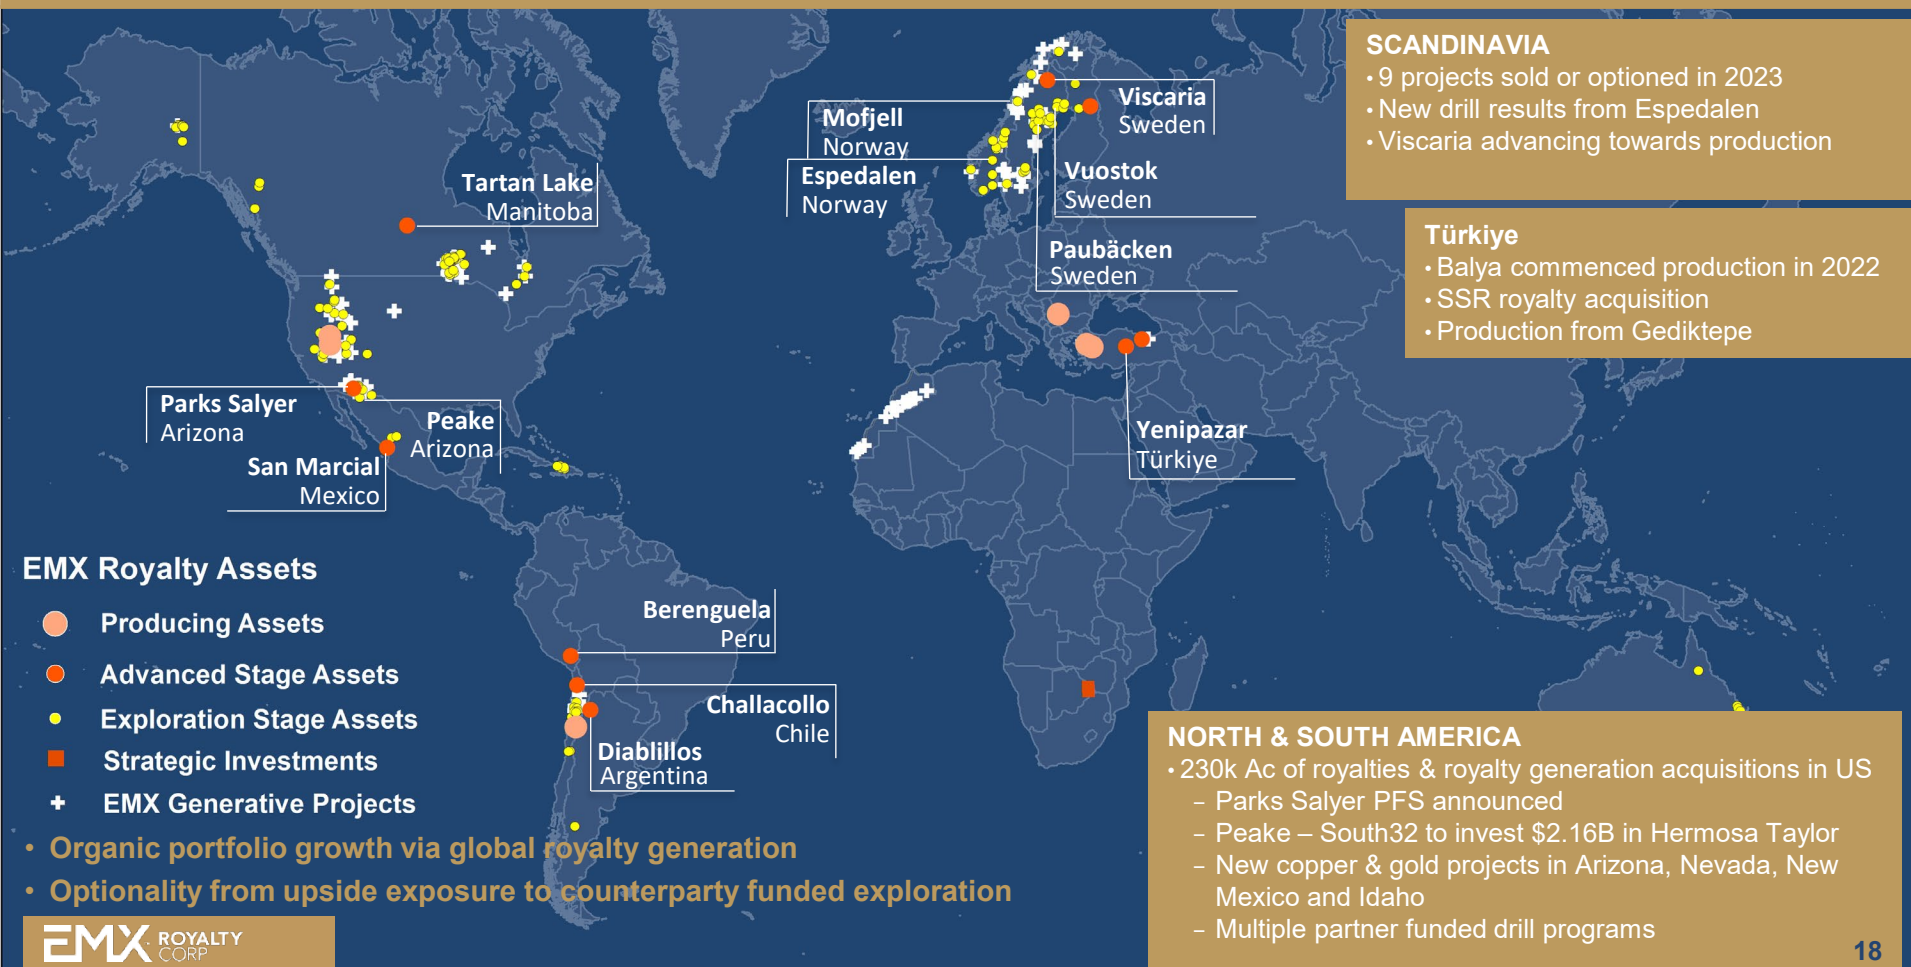 SCANDINAVIA
• 9 projects sold or optioned in 2023
• New drill results from Espedalen
• Viscaria advancing towards production
Türkiye
• Balya commenced production in 2022
• SSR royalty acquisition
• Production from Gediktepe
Mofjell
Norway
Espedalen
Norway
Viscaria
Sweden
Vuostok
Sweden
Paubäcken
Sweden
Tartan Lake
Manitoba
Parks Salyer
Arizona
Peake
Arizona
San Marcial
Mexico
Yenipazar
Türkiye
Berenguela
Peru
Challacollo
Chile
Diablillos
Argentina
EMX Royalty Assets
Producing Assets
Advanced Stage Assets
Exploration Stage Assets
Strategic Investments
EMX Generative Projects
• Organic portfolio growth via global royalty generation
• Optionality from upside exposure to counterparty funded exploration
NORTH & SOUTH AMERICA
• 230k Ac of royalties & royalty generation acquisitions in US
– Parks Salyer PFS announced
– Peake – South32 to invest $2.16B in Hermosa Taylor
– New copper & gold projects in Arizona, Nevada, New
Mexico and Idaho
– Multiple partner funded drill programs
EMX ROYALTY
CORP
18